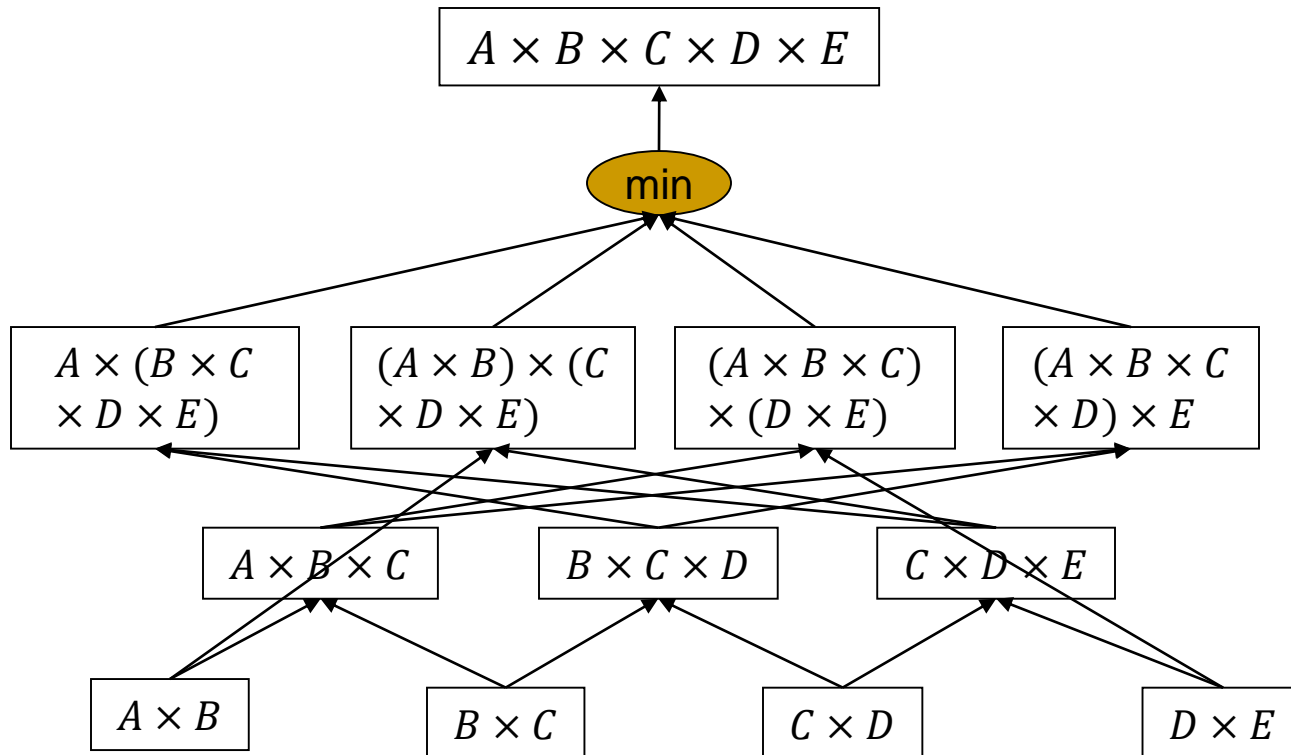 A × B × C × D × E
min
A × (B × C
× D × E)
(A × B) × (C
× D × E)
(A × B × C)
× (D × E)
(A × B × C
× D) × E
A × B × C
B × C × D
C × D × E
A × B
B × C
C × D
D × E